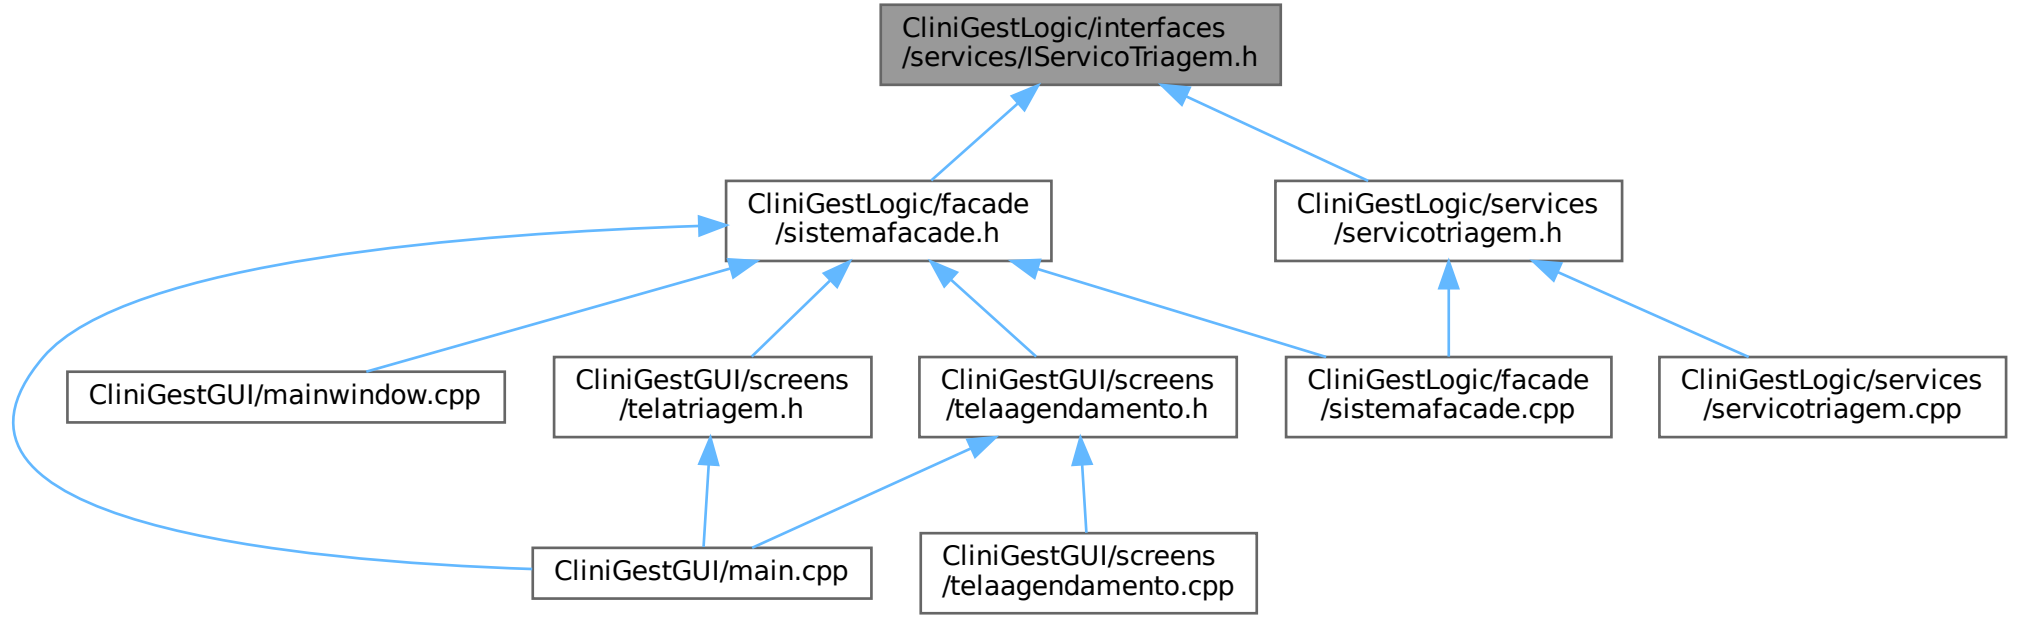 CliniGestLogic/interfaces
/services/IServicoTriagem.h
CliniGestLogic/facade
/sistemafacade.h
CliniGestLogic/services
/servicotriagem.h
CliniGestGUI/mainwindow.cpp
CliniGestGUI/screens
/telatriagem.h
CliniGestGUI/screens
/telaagendamento.h
CliniGestLogic/facade
/sistemafacade.cpp
CliniGestLogic/services
/servicotriagem.cpp
CliniGestGUI/main.cpp
CliniGestGUI/screens
/telaagendamento.cpp